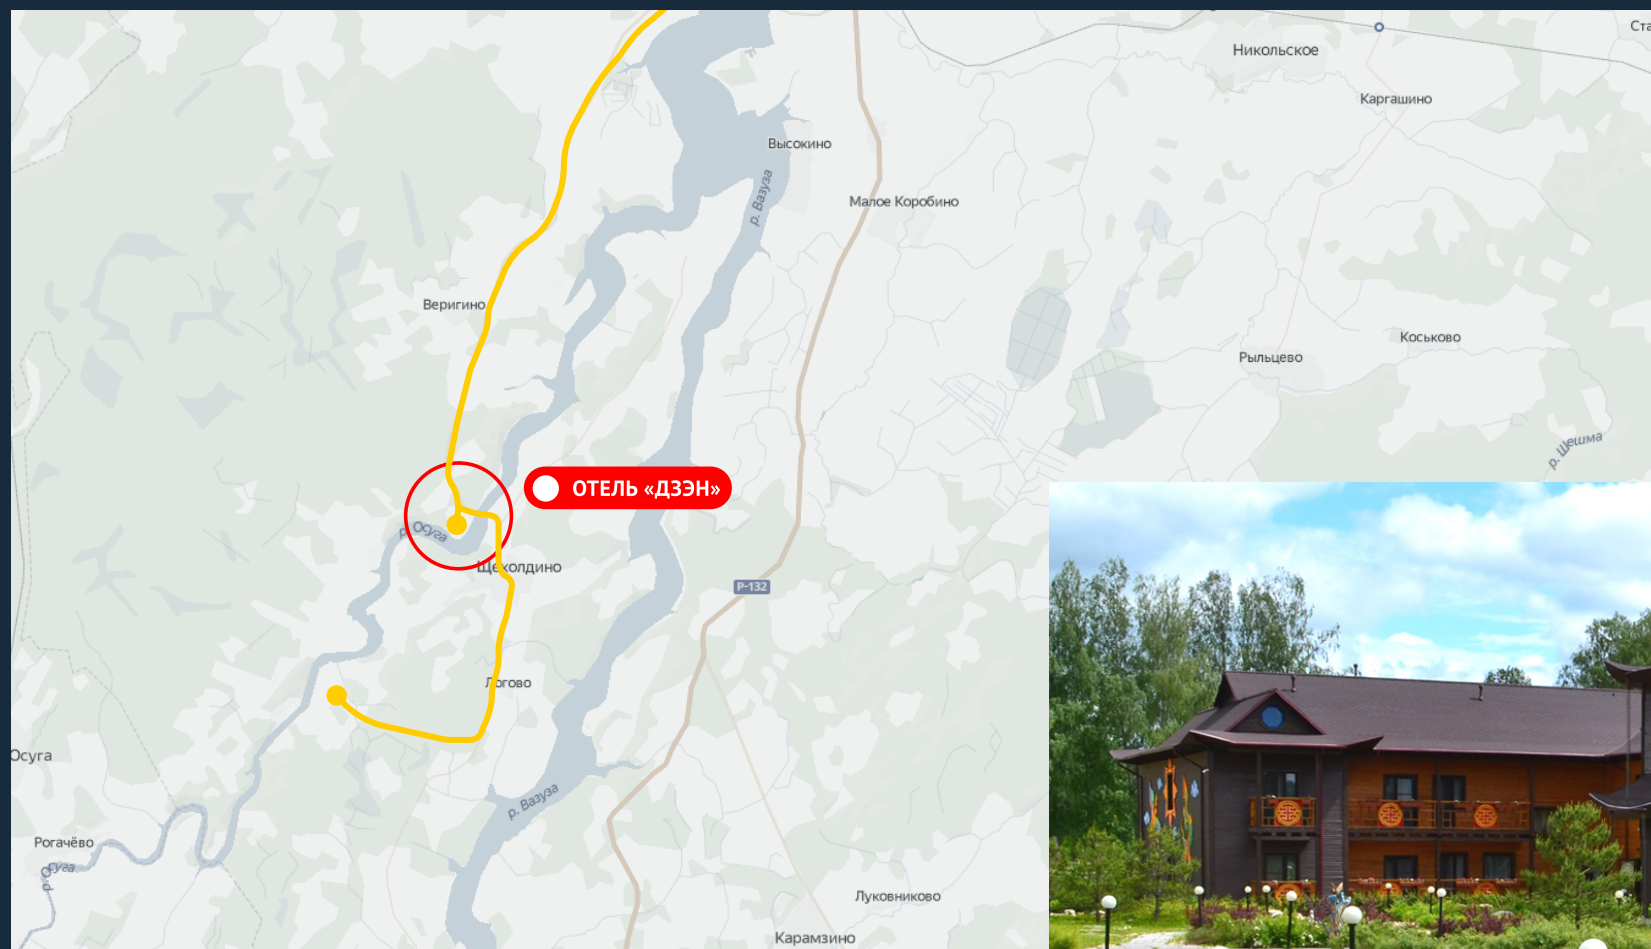 Ста
Никольское
Каргашино
Высокино
р. Вазуза
Малое Коробино
Веригино
Коськово
Рыльцево
р. Шешма
ОТЕЛЬ «ДЗЭН»
р. Осуга
Щеколдино
Р-132
Логово
Осуга
р. Вазуза
Рогачёво
р. Осуга
Луковниково
Карамзино